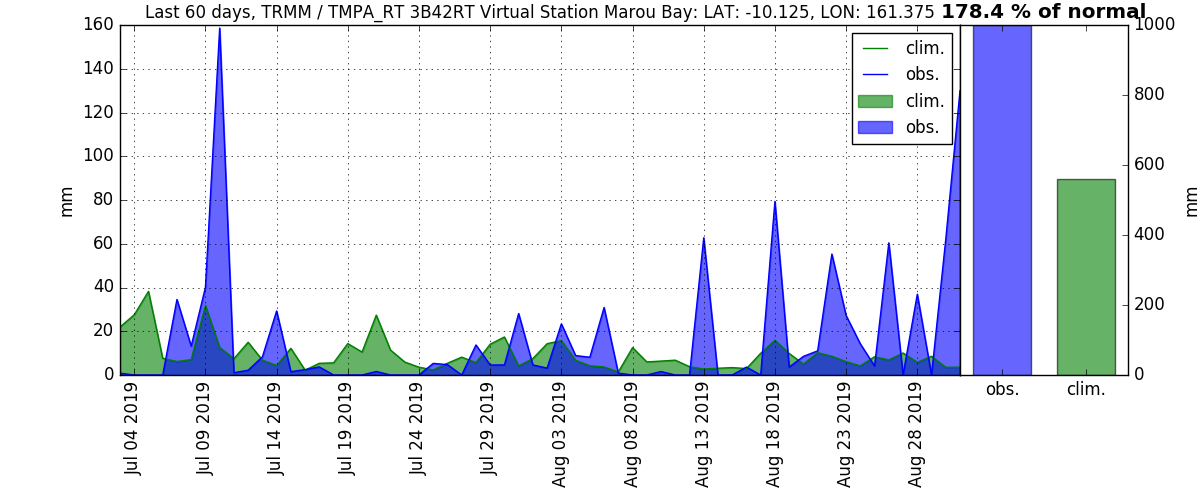 Last 60 days, TRMM / TMPA_RT 3B42RT Virtual Station Marou Bay: LAT: -10.125, LON: 161.375 178.4 % of normal
160
140
120
100
80
60
40
20
0
mm
clim.
obs.
clim.
obs.
Jul 04 2019
Jul 09 2019
Jul 14 2019
Jul 19 2019
Jul 24 2019
Jul 29 2019
Aug 03 2019
Aug 08 2019
Aug 13 2019
Aug 18 2019
Aug 23 2019
Aug 28 2019
1000
800
600
400
200
0
mm
obs.
clim.